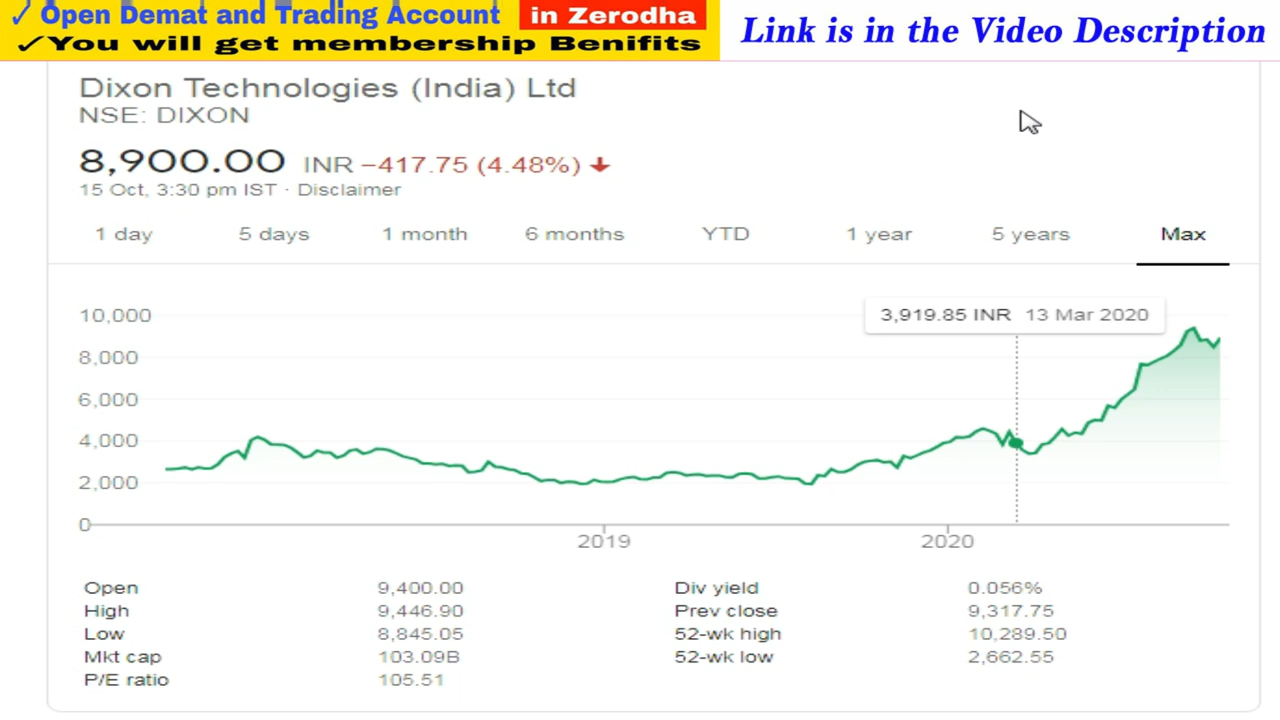 ✓ Open Demat and Trading Account in Zerodha
✓You will get membership Benifits
Link is in the Video Description
Dixon Technologies (India) Ltd
NSE: DIXON
8,900.00 INR −417.75 (4.48%) ↓
15 Oct, 3:30 pm IST · Disclaimer
1 day 5 days 1 month 6 months YTD 1 year 5 years Max
3,919.85 INR 13 Mar 2020
10,000
8,000
6,000
4,000
2,000
0
2019 2020
Open 9,400.00 Div yield 0.056%
High 9,446.90 Prev close 9,317.75
Low 8,845.05 52-wk high 10,289.50
Mkt cap 103.09B 52-wk low 2,662.55
P/E ratio 105.51